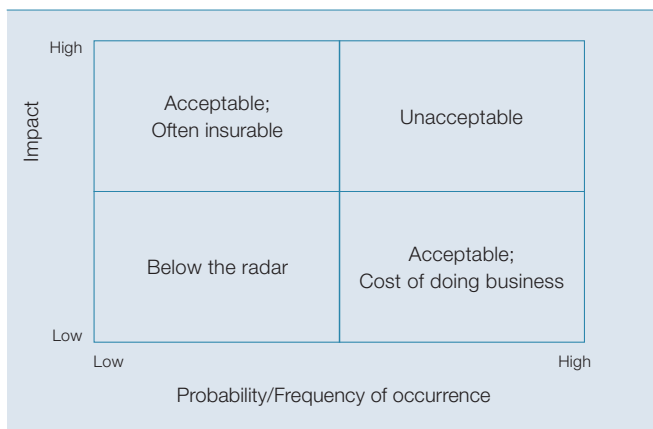 High
Impact
Acceptable;
Often insurable
Unacceptable
Below the radar
Acceptable;
Cost of doing business
Low
Low
High
Probability/Frequency of occurrence